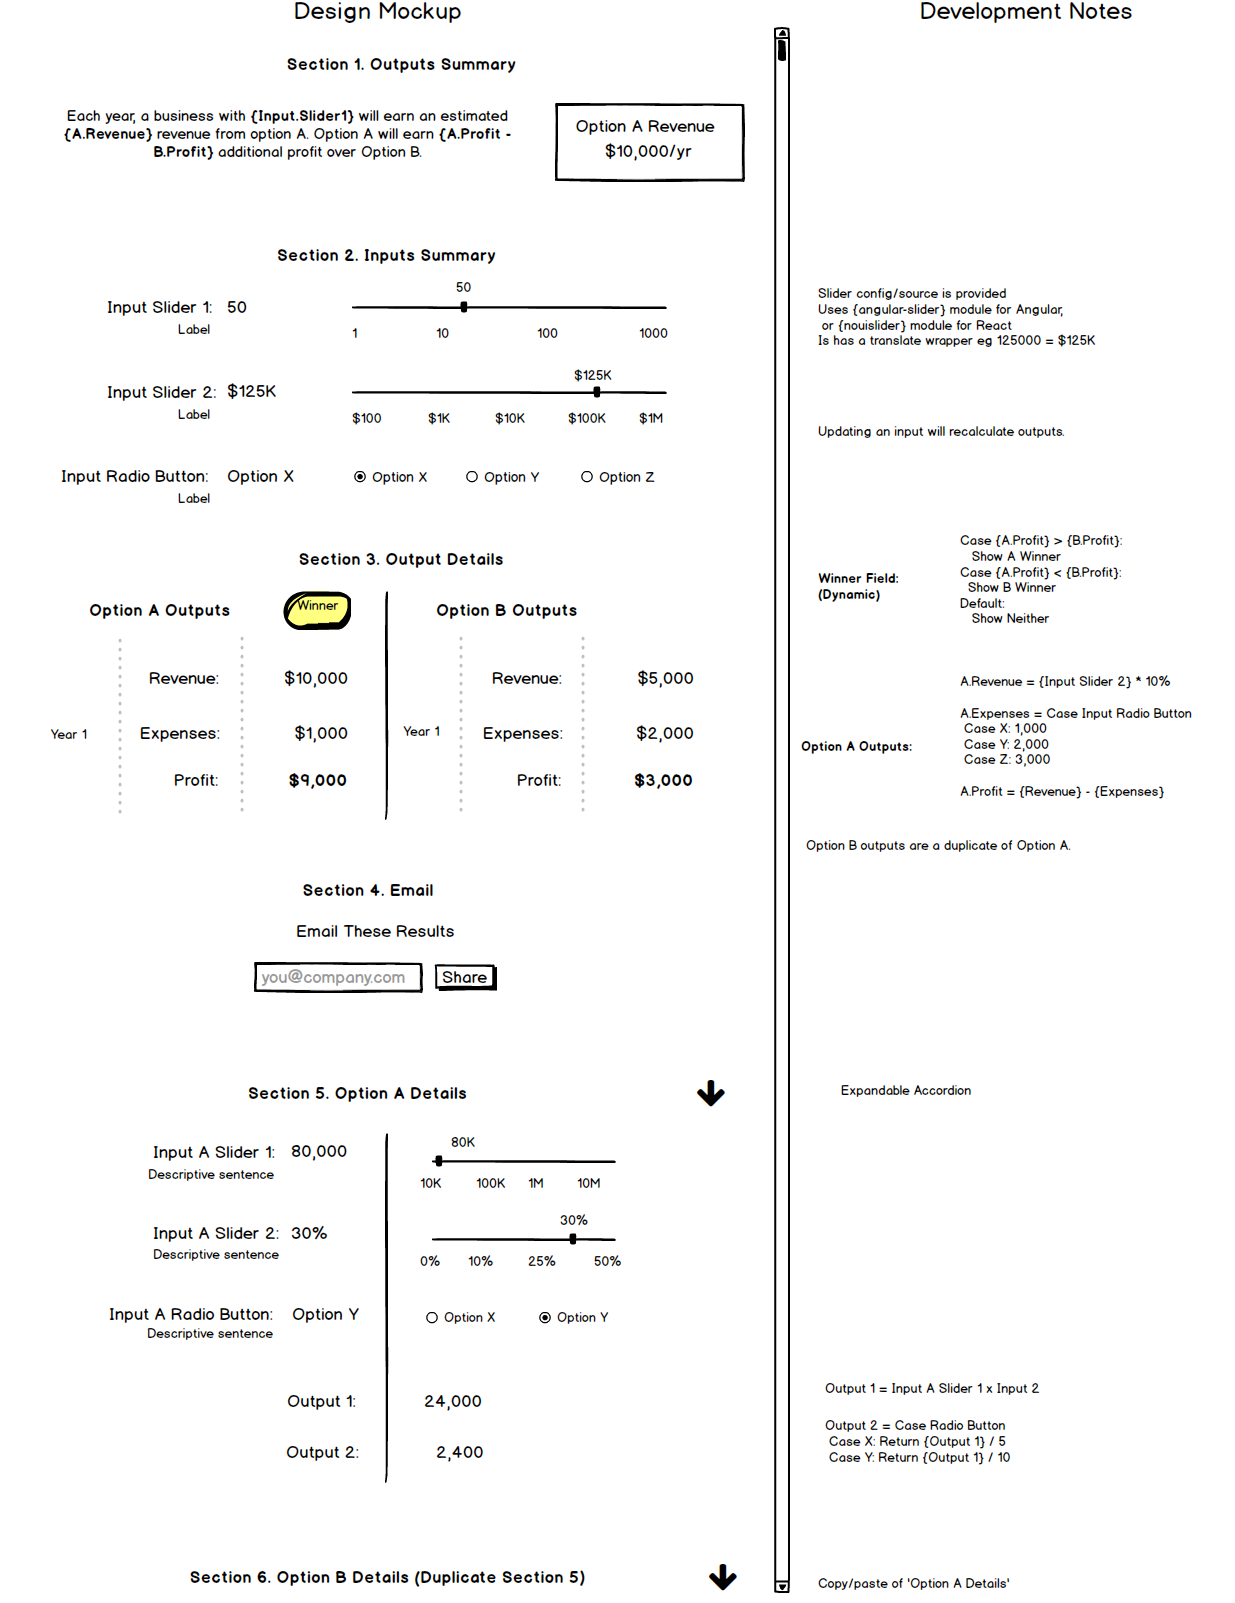 Design Mockup
Development Notes
Section 1. Outputs Summary
Each year, a business with {Input.Slider1} will earn an estimated
{A.Revenue} revenue from option A. Option A will earn {A.Profit -
B.Profit} additional profit over Option B.
Option A Revenue
$10,000/yr
Section 2. Inputs Summary
Input Slider 1: 50
Label
50
1 10 100 1000
Slider config/source is provided
Uses {angular-slider} module for Angular,
or {nouislider} module for React
Is has a translate wrapper eg 125000 = $125K
Input Slider 2: $125K
Label
$125K
$100 $1K $10K $100K $1M
Updating an input will recalculate outputs.
Input Radio Button: Option X
Label
Option X Option Y Option Z
Section 3. Output Details
Winner Field:
(Dynamic)
Case {A.Profit} > {B.Profit}:
Show A Winner
Case {A.Profit} < {B.Profit}:
Show B Winner
Default:
Show Neither
Option A Outputs
Winner
Option B Outputs
Year 1
Revenue: $10,000
Expenses: $1,000
Profit: $9,000
Year 1
Revenue: $5,000
Expenses: $2,000
Profit: $3,000
Option A Outputs:
A.Revenue = {Input Slider 2} * 10%
A.Expenses = Case Input Radio Button
Case X: 1,000
Case Y: 2,000
Case Z: 3,000
A.Profit = {Revenue} - {Expenses}
Option B outputs are a duplicate of Option A.
Section 4. Email
Email These Results
you@company.com
Share
Section 5. Option A Details
Expandable Accordion
Input A Slider 1: 80,000
Descriptive sentence
80K
10K 100K 1M 10M
Input A Slider 2: 30%
Descriptive sentence
30%
0% 10% 25% 50%
Input A Radio Button: Option Y
Descriptive sentence
Option X Option Y
Output 1: 24,000
Output 2: 2,400
Output 1 = Input A Slider 1 x Input 2
Output 2 = Case Radio Button
Case X: Return {Output 1} / 5
Case Y: Return {Output 1} / 10
Section 6. Option B Details (Duplicate Section 5)
Copy/paste of 'Option A Details'